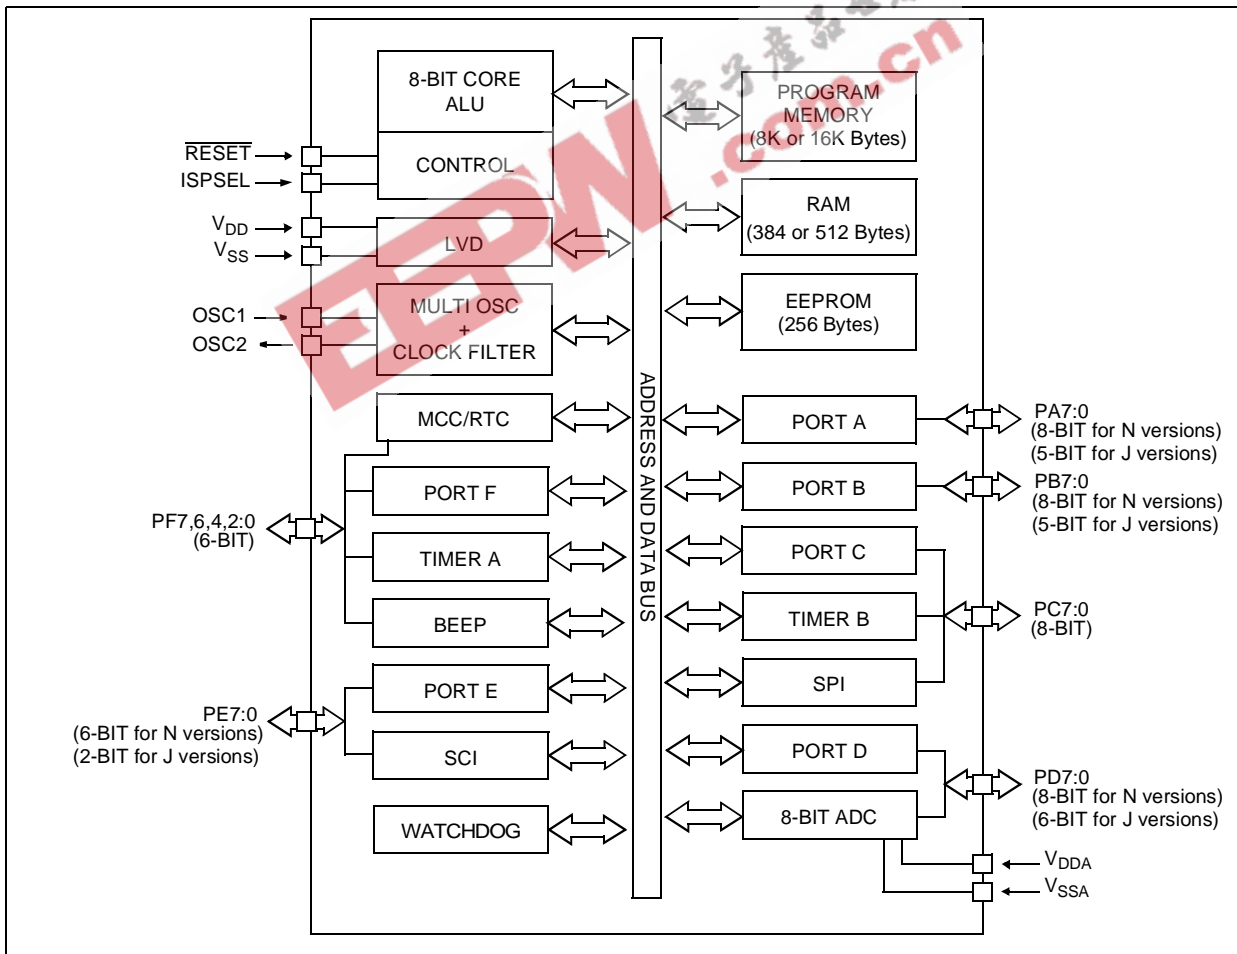 8-BIT CORE
ALU
CONTROL
RESET
ISPSEL
VDD
VSS
LVD
OSC1
OSC2
MULTI OSC
+
CLOCK FILTER
MCC/RTC
PORT F
PF7,6,4,2:0
(6-BIT)
TIMER A
BEEP
PORT E
PE7:0
(6-BIT for N versions)
(2-BIT for J versions)
SCI
WATCHDOG
ADDRESS AND DATA BUS
PROGRAM
MEMORY
(8K or 16K Bytes)
RAM
(384 or 512 Bytes)
EEPROM
(256 Bytes)
PORT A
PA7:0
(8-BIT for N versions)
(5-BIT for J versions)
PORT B
PB7:0
(8-BIT for N versions)
(5-BIT for J versions)
PORT C
TIMER B
PC7:0
(8-BIT)
SPI
PORT D
PD7:0
(8-BIT for N versions)
(6-BIT for J versions)
8-BIT ADC
VDDA
VSSA
EEPW
.com.cn
電子產品